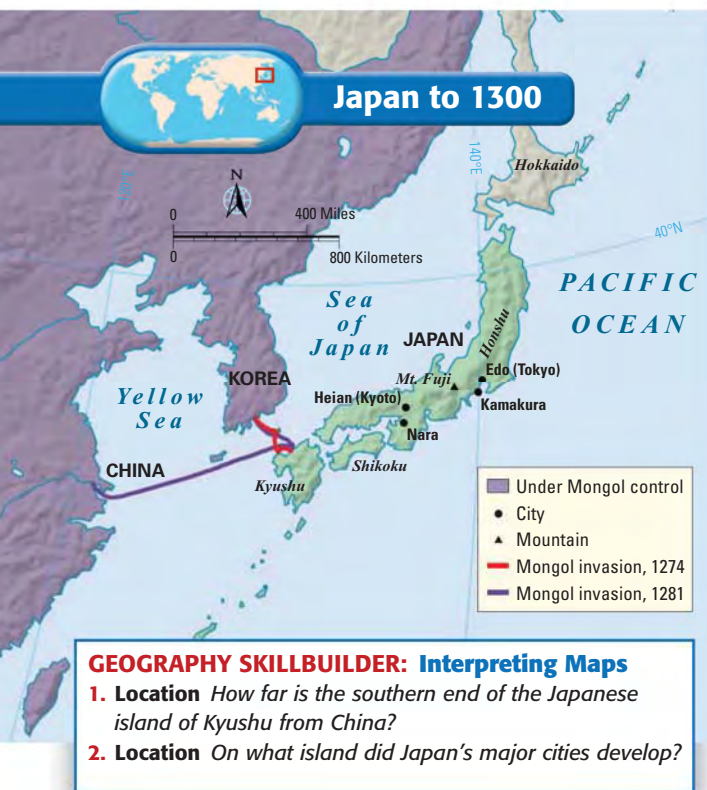 Japan to 1300
N
0 400 Miles
0 800 Kilometers
140°E
40°N
Hokkaido
PACIFIC
OCEAN
Sea
of
Japan
JAPAN
Honshu
KOREA
Mt. Fuji
Edo (Tokyo)
Heian (Kyoto)
Kamakura
Yellow
Sea
Nara
CHINA
Shikoku
Kyushu
Under Mongol control
City
Mountain
Mongol invasion, 1274
Mongol invasion, 1281
GEOGRAPHY SKILLBUILDER: Interpreting Maps
1. Location How far is the southern end of the Japanese
island of Kyushu from China?
2. Location On what island did Japan's major cities develop?